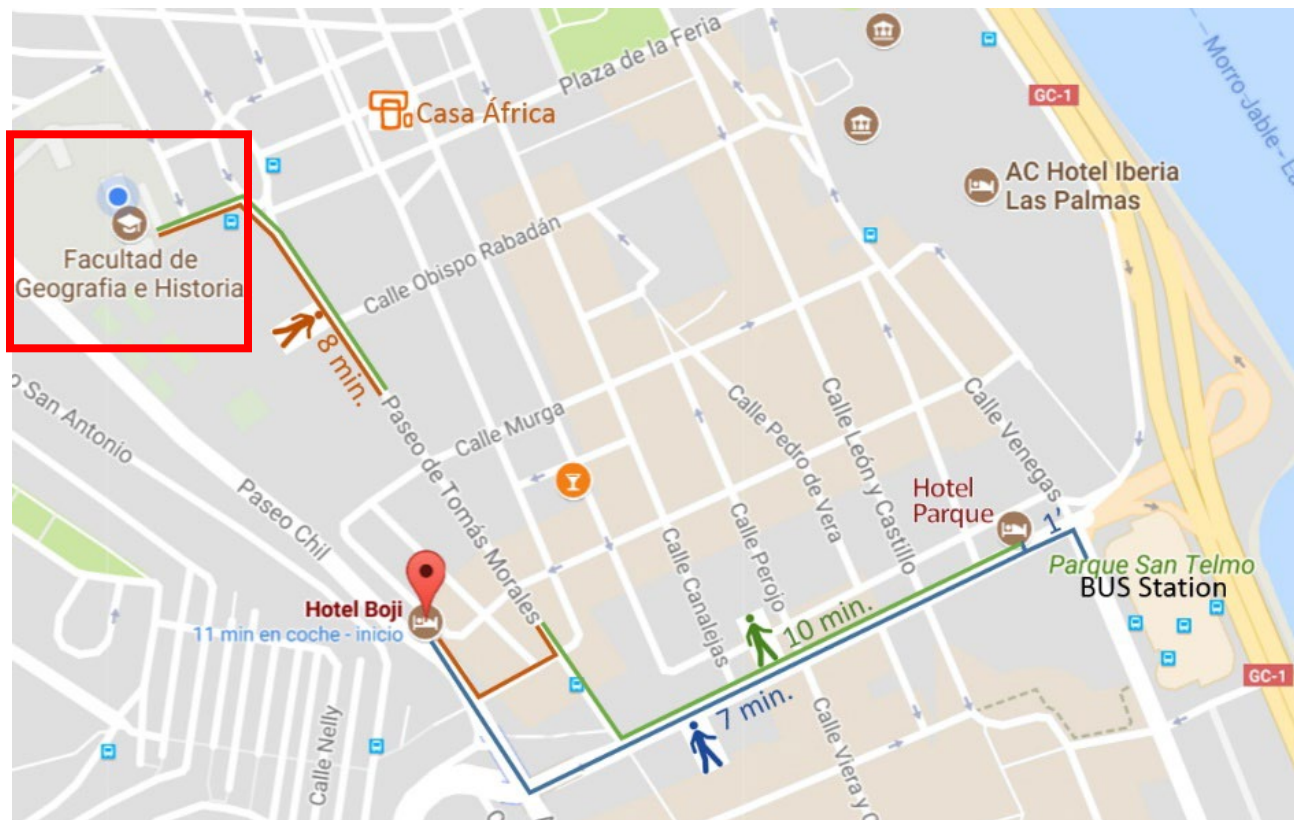 Plaza de la Feria
GC-1
Morro Jable - La
Casa África
AC Hotel Iberia
Las Palmas
Calle Obispo Rabadán
Facultad de
Geografia e Historia
8 min.
o San Antonio
Paseo Chil
Paseo de Tomás Morales
Calle Murga
Calle Canalejas
Calle Perojo
Calle Pedro de Vera
Calle León y Castillo
Calle Venegas
Hotel
Parque
1'
Parque San Telmo
BUS Station
Hotel Boji
11 min en coche - inicio
10 min.
7 min.
GC-1
Calle Nelly
Calle Viera y C